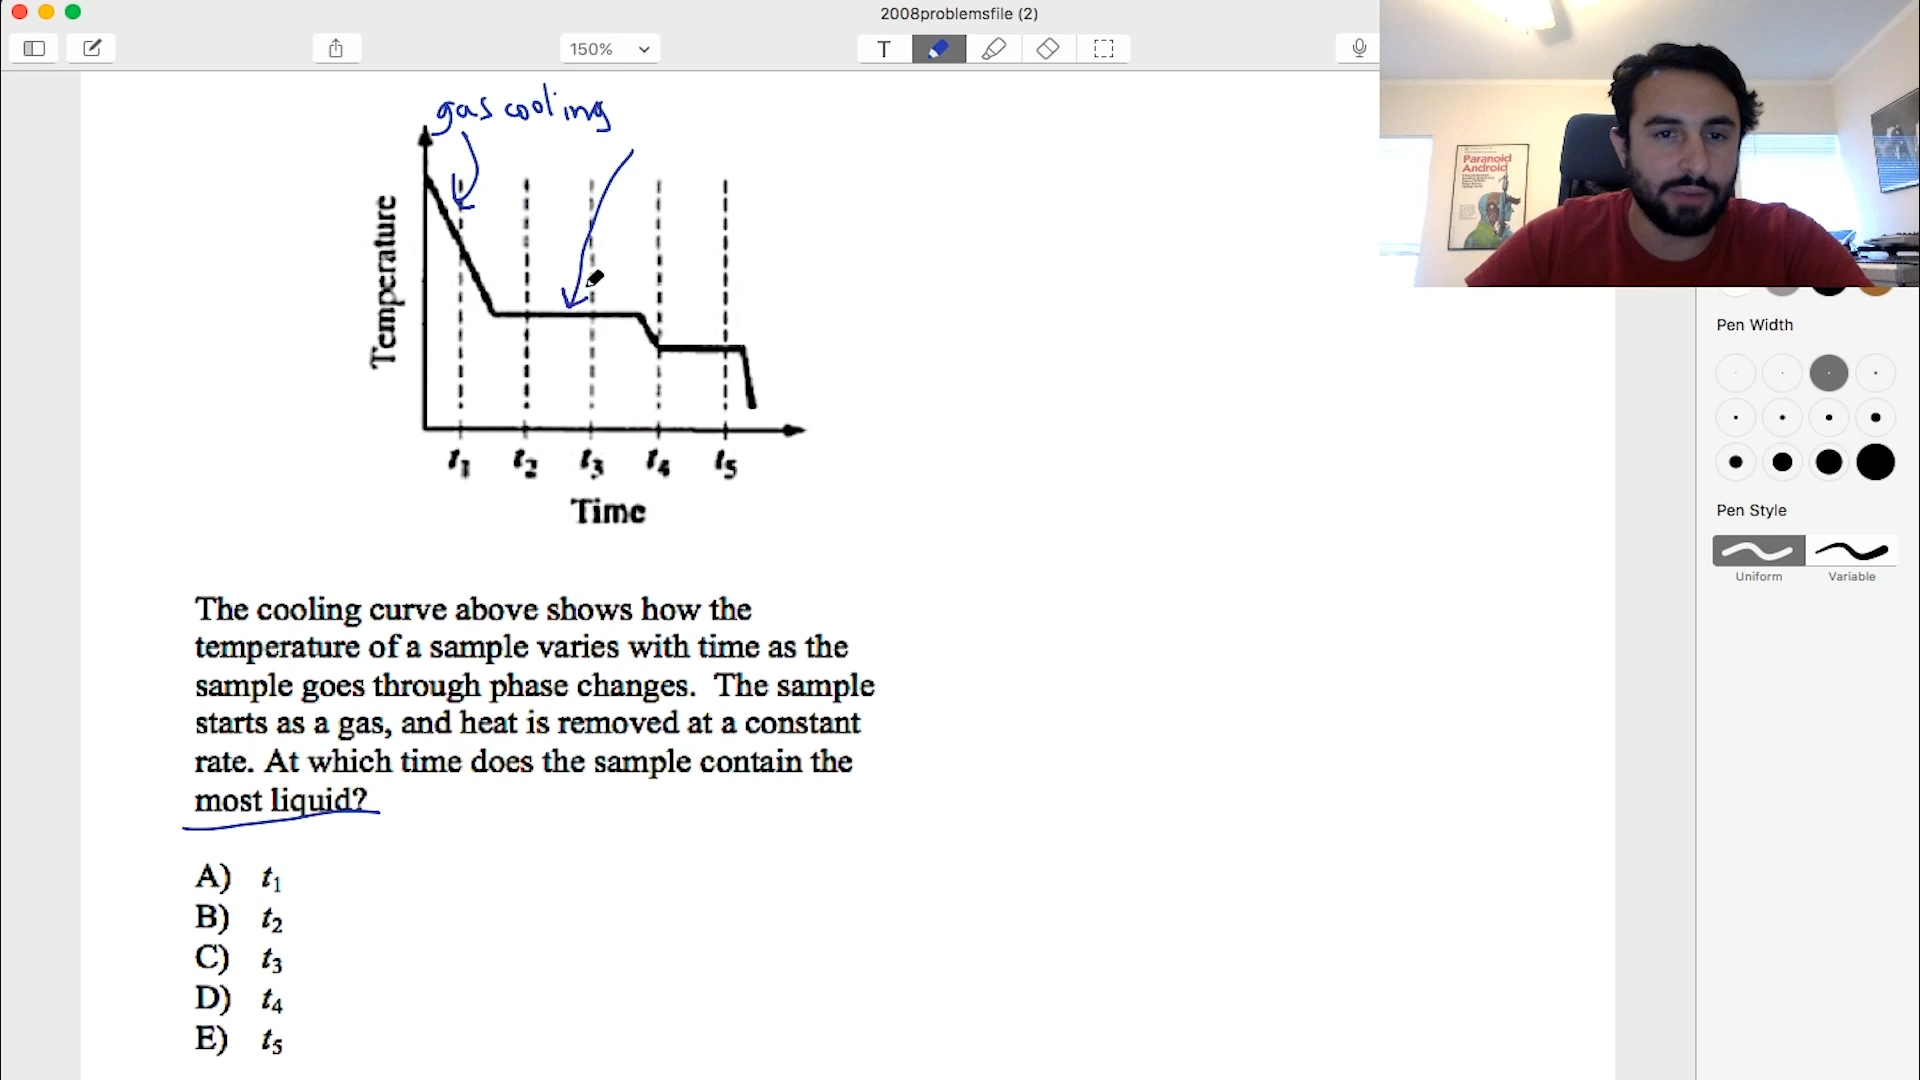 2008problemsfile (2)
150%
T
gas cooling
Temperature
t1 t2 t3 t4 t5
Time
The cooling curve above shows how the
temperature of a sample varies with time as the
sample goes through phase changes. The sample
starts as a gas, and heat is removed at a constant
rate. At which time does the sample contain the
most liquid?
A) t1
B) t2
C) t3
D) t4
E) t5
Paranoid
Android
Pen Width
Pen Style
Uniform
Variable